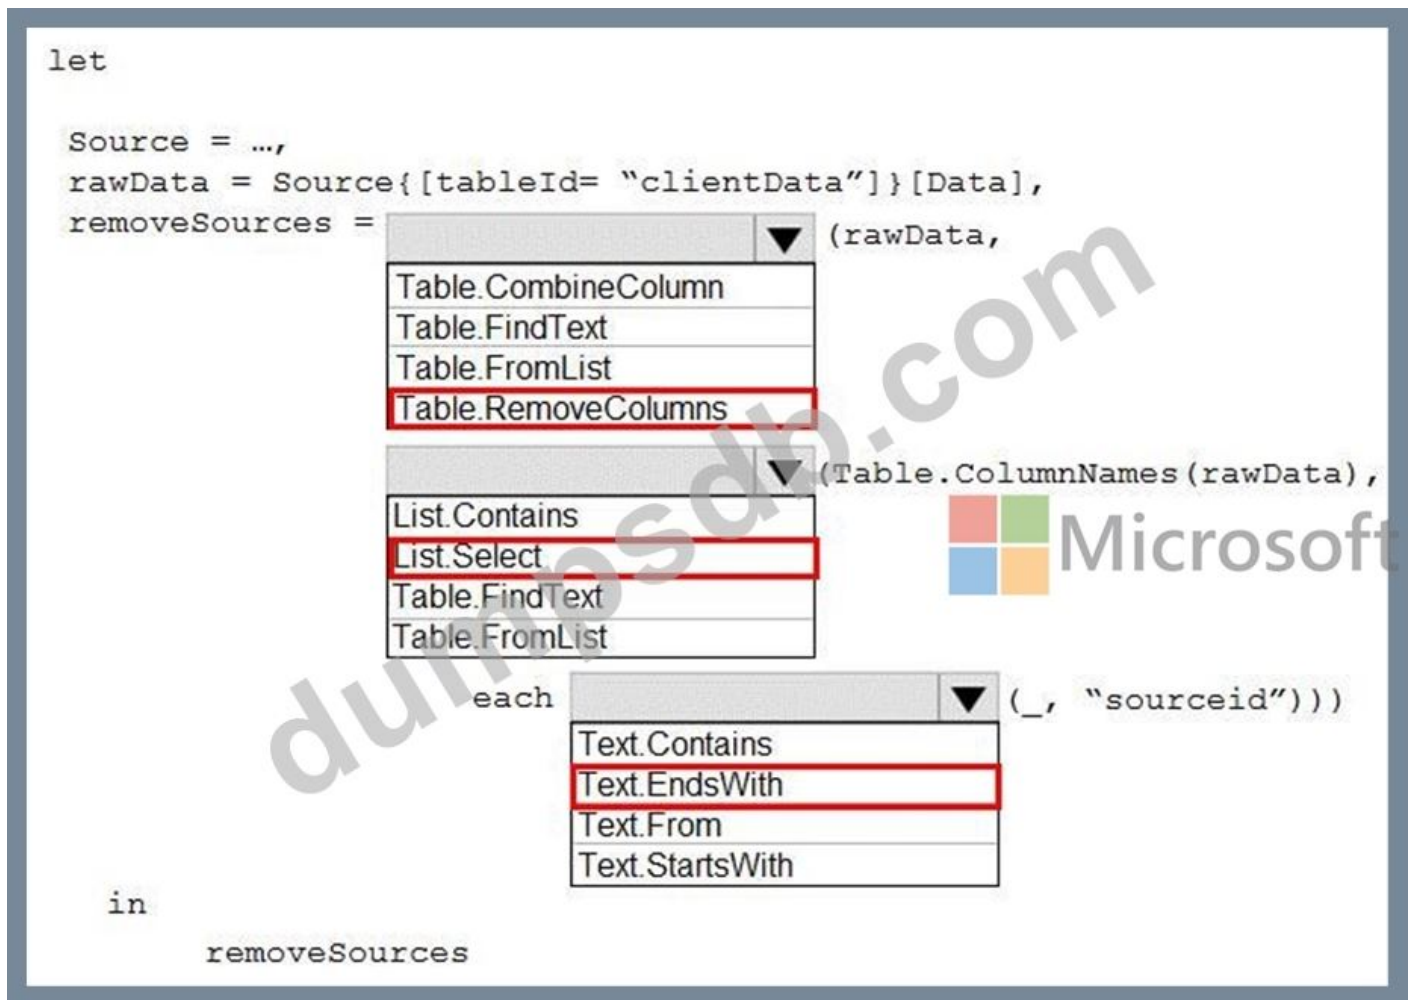 let
Source = …,
rawData = Source{[tableId= “clientData”]}[Data],
removeSources =
(rawData,
Table.CombineColumn
Table.FindText
Table.FromList
Table.RemoveColumns
(Table.ColumnNames(rawData),
List.Contains
List.Select
Table.FindText
Table.FromList
Microsoft
each
(_, “sourceid”)))
Text.Contains
Text.EndsWith
Text.From
Text.StartsWith
in
removeSources
dumpsdb.com